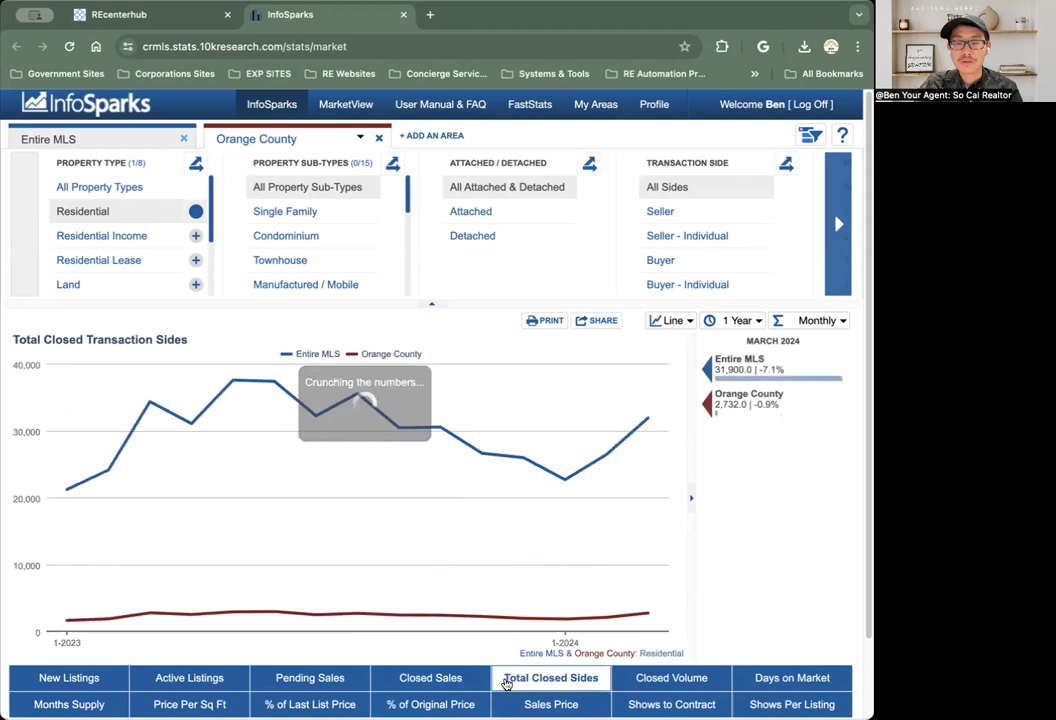 REcenterhub
InfoSparks
crmls.stats.10kresearch.com/stats/market
Government Sites
Corporations Sites
EXP SITES
RE Websites
Concierge Servic...
Systems & Tools
RE Automation Pr...
»
All Bookmarks
@Ben Your Agent: So Cal Realtor
InfoSparks
InfoSparks
MarketView
User Manual & FAQ
FastStats
My Areas
Profile
Welcome Ben [ Log Off ]
Entire MLS
Orange County
+ ADD AN AREA
PROPERTY TYPE (1/8)
All Property Types
Residential
Residential Income
Residential Lease
Land
PROPERTY SUB-TYPES (0/15)
All Property Sub-Types
Single Family
Condominium
Townhouse
Manufactured / Mobile
ATTACHED / DETACHED
All Attached & Detached
Attached
Detached
TRANSACTION SIDE
All Sides
Seller
Seller - Individual
Buyer
Buyer - Individual
PRINT
SHARE
Line
1 Year
Monthly
Total Closed Transaction Sides
Entire MLS
Orange County
Crunching the numbers...
40,000
30,000
20,000
10,000
0
1-2023
1-2024
MARCH 2024
Entire MLS
31,900.0 | -7.1%
Orange County
2,732.0 | -0.9%
Entire MLS & Orange County: Residential
New Listings
Active Listings
Pending Sales
Closed Sales
Total Closed Sides
Closed Volume
Days on Market
Months Supply
Price Per Sq Ft
% of Last List Price
% of Original Price
Sales Price
Shows to Contract
Shows Per Listing